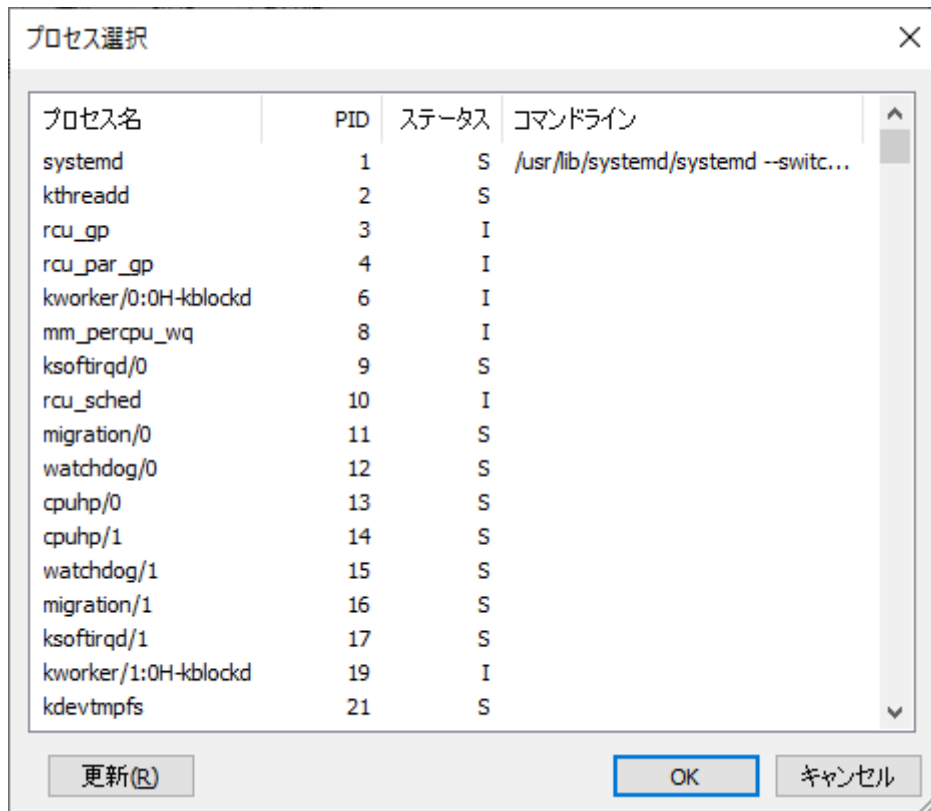 プロセス選択
プロセス名 PID ステータス コマンドライン
systemd 1 S /usr/lib/systemd/systemd --switc...
kthreadd 2 S
rcu_gp 3 I
rcu_par_gp 4 I
kworker/0:0H-kblockd 6 I
mm_percpu_wq 8 I
ksoftirqd/0 9 S
rcu_sched 10 I
migration/0 11 S
watchdog/0 12 S
cpuhp/0 13 S
cpuhp/1 14 S
watchdog/1 15 S
migration/1 16 S
ksoftirqd/1 17 S
kworker/1:0H-kblockd 19 I
kdevtmpfs 21 S
更新(R) OK キャンセル